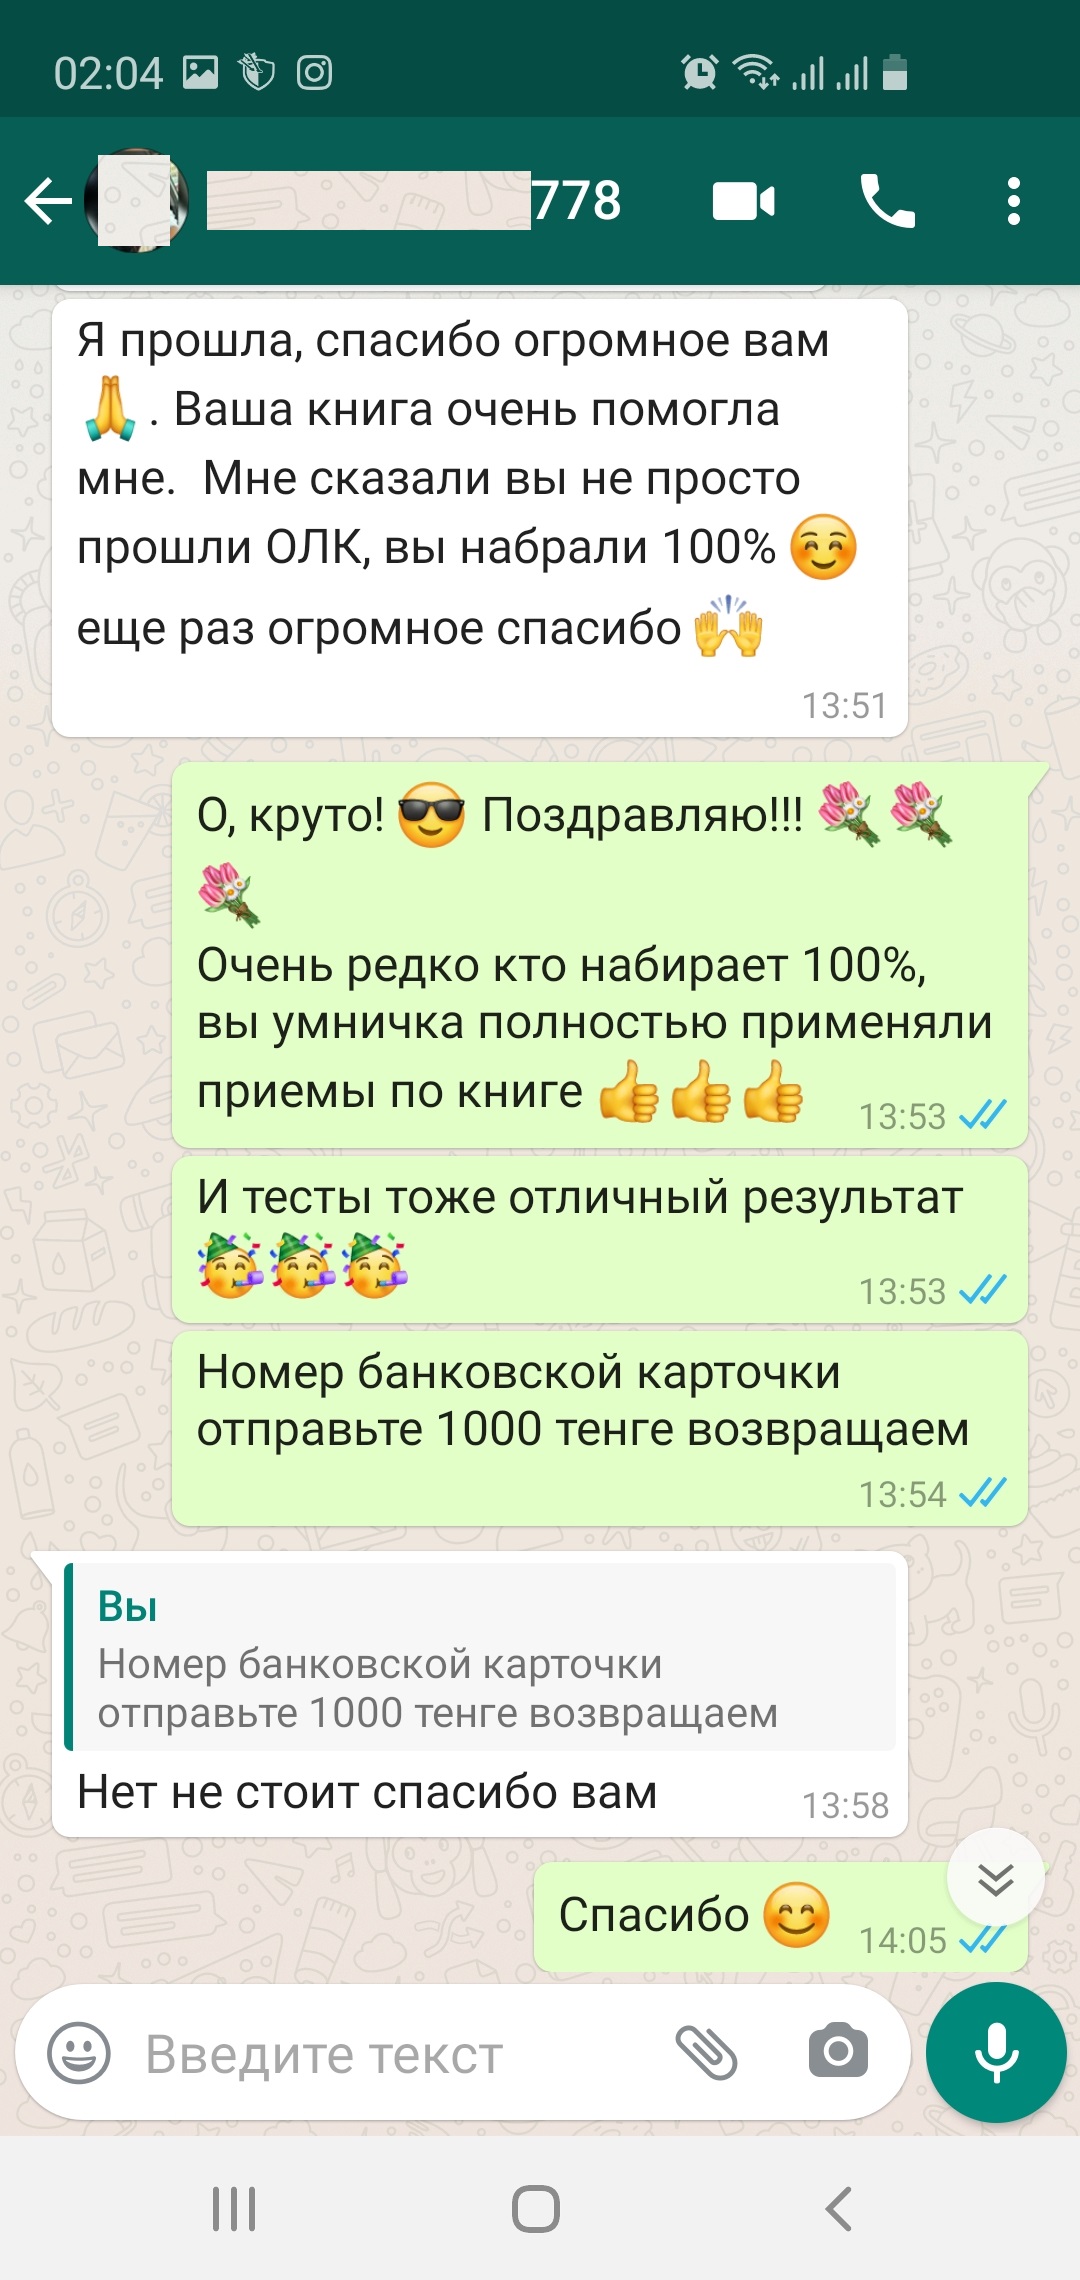 02:04
778
Я прошла, спасибо огромное вам
🙏 . Ваша книга очень помогла
мне.  Мне сказали вы не просто
прошли ОЛК, вы набрали 100% ☺️
еще раз огромное спасибо 🙌
13:51
О, круто! 😎 Поздравляю!!! 💐💐
💐
Очень редко кто набирает 100%,
вы умничка полностью применяли
приемы по книге 👍👍👍
13:53
И тесты тоже отличный результат
🥳🥳🥳
13:53
Номер банковской карточки
отправьте 1000 тенге возвращаем
13:54
Вы
Номер банковской карточки
отправьте 1000 тенге возвращаем
Нет не стоит спасибо вам
13:58
Спасибо 😊
14:05
Введите текст